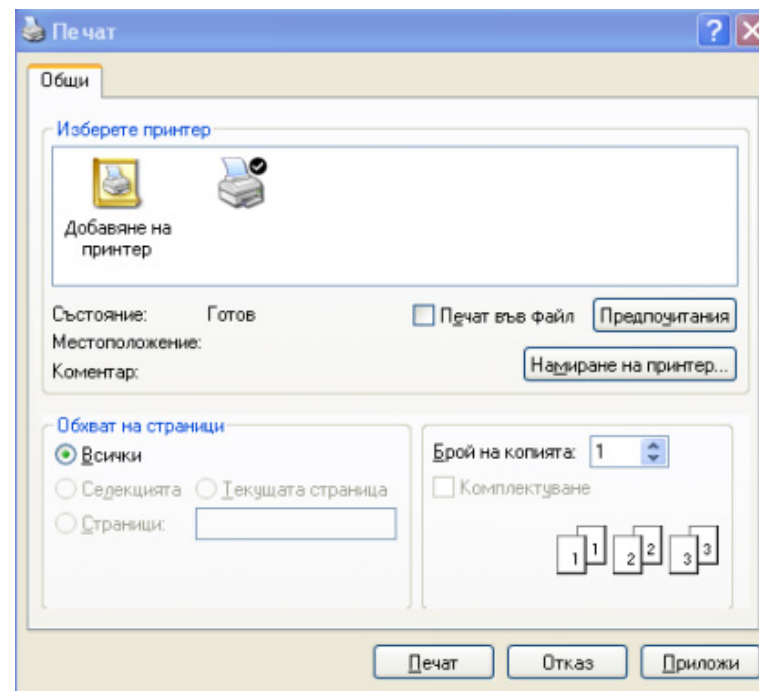 Печат
Общи
Изберете принтер
Добавяне на
принтер
Състояние: Готов
Печат във файл
Предпочитания
Местоположение:
Коментар:
Намиране на принтер...
Обхват на страници
Всички
Селекцията Текущата страница
Страници:
Брой на копията: 1
Комплектуване
1 1 2 2 3 3
Печат Отказ Приложи